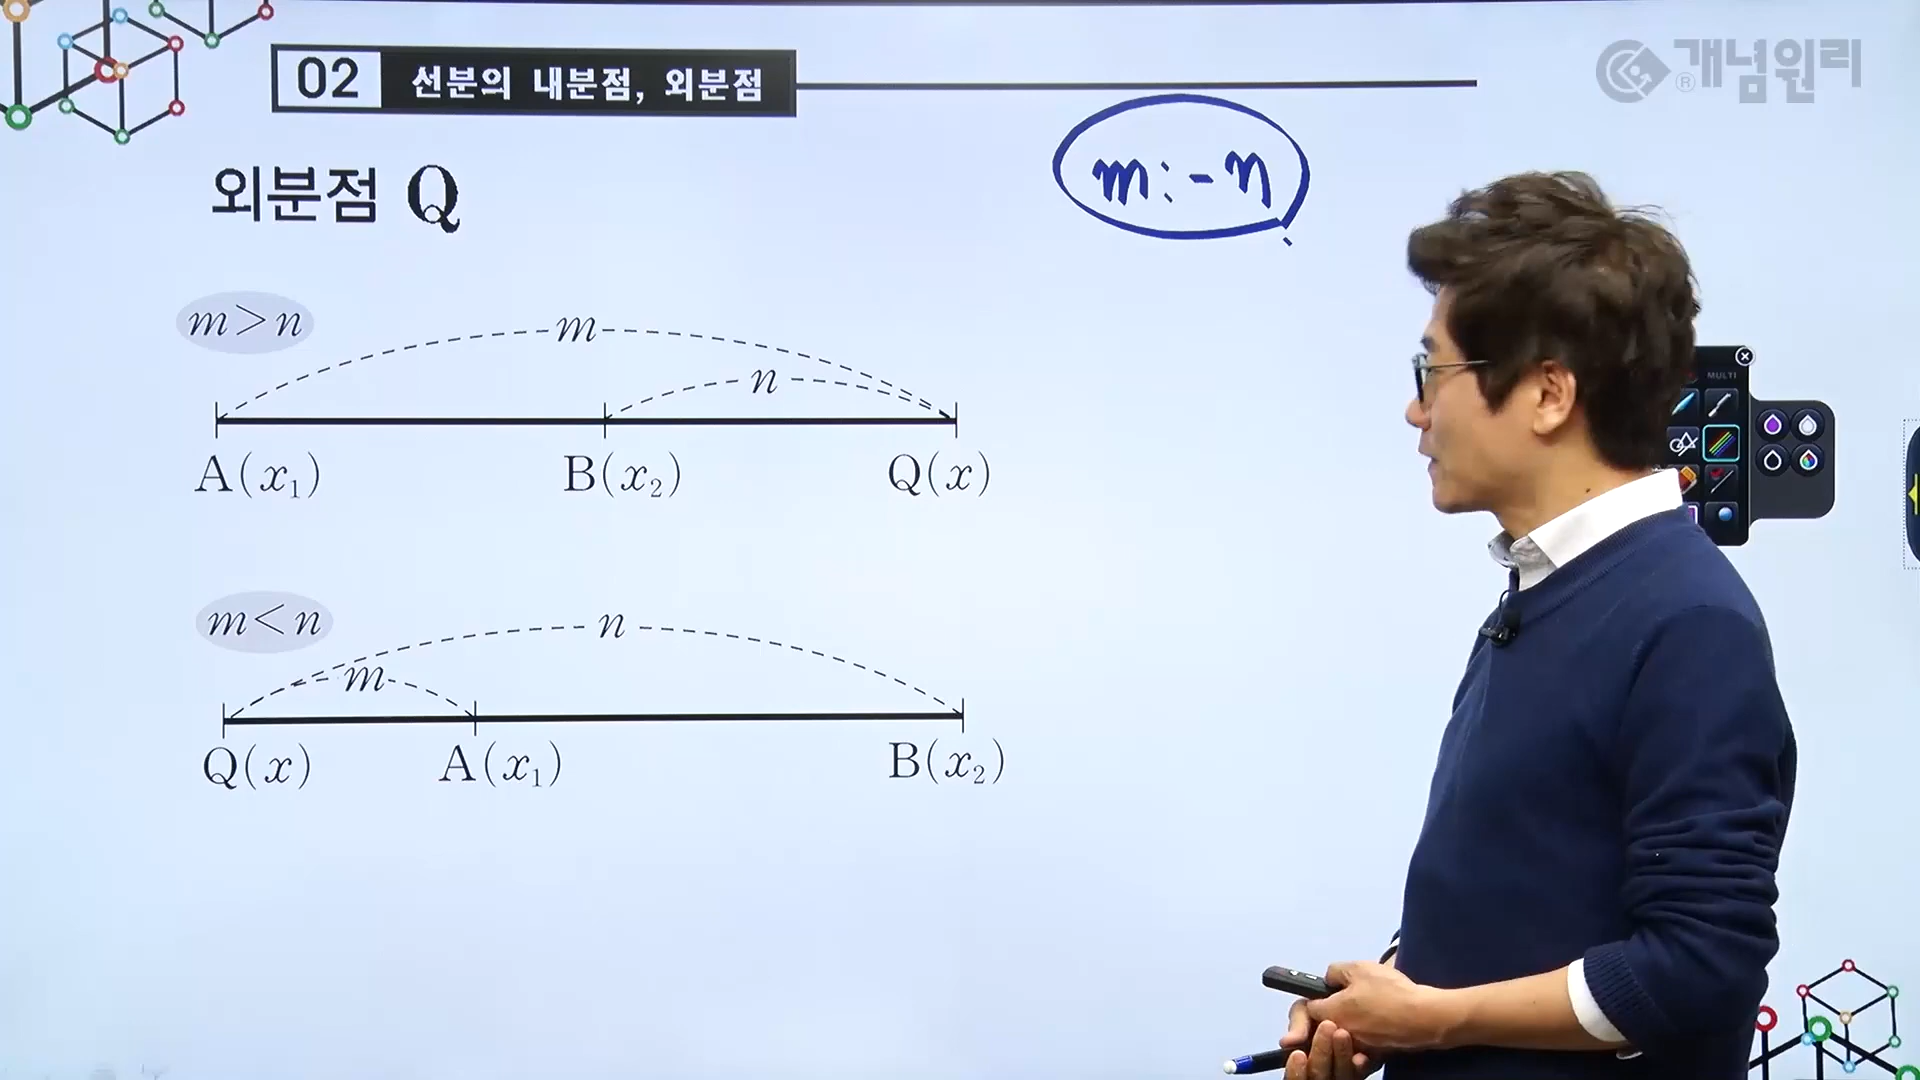 02 선분의 내분점, 외분점
® 개념원리
외분점 Q
m : -n
m>n
m
n
A(x₁) B(x₂) Q(x)
MULTI
m<n
n
m
Q(x) A(x₁) B(x₂)